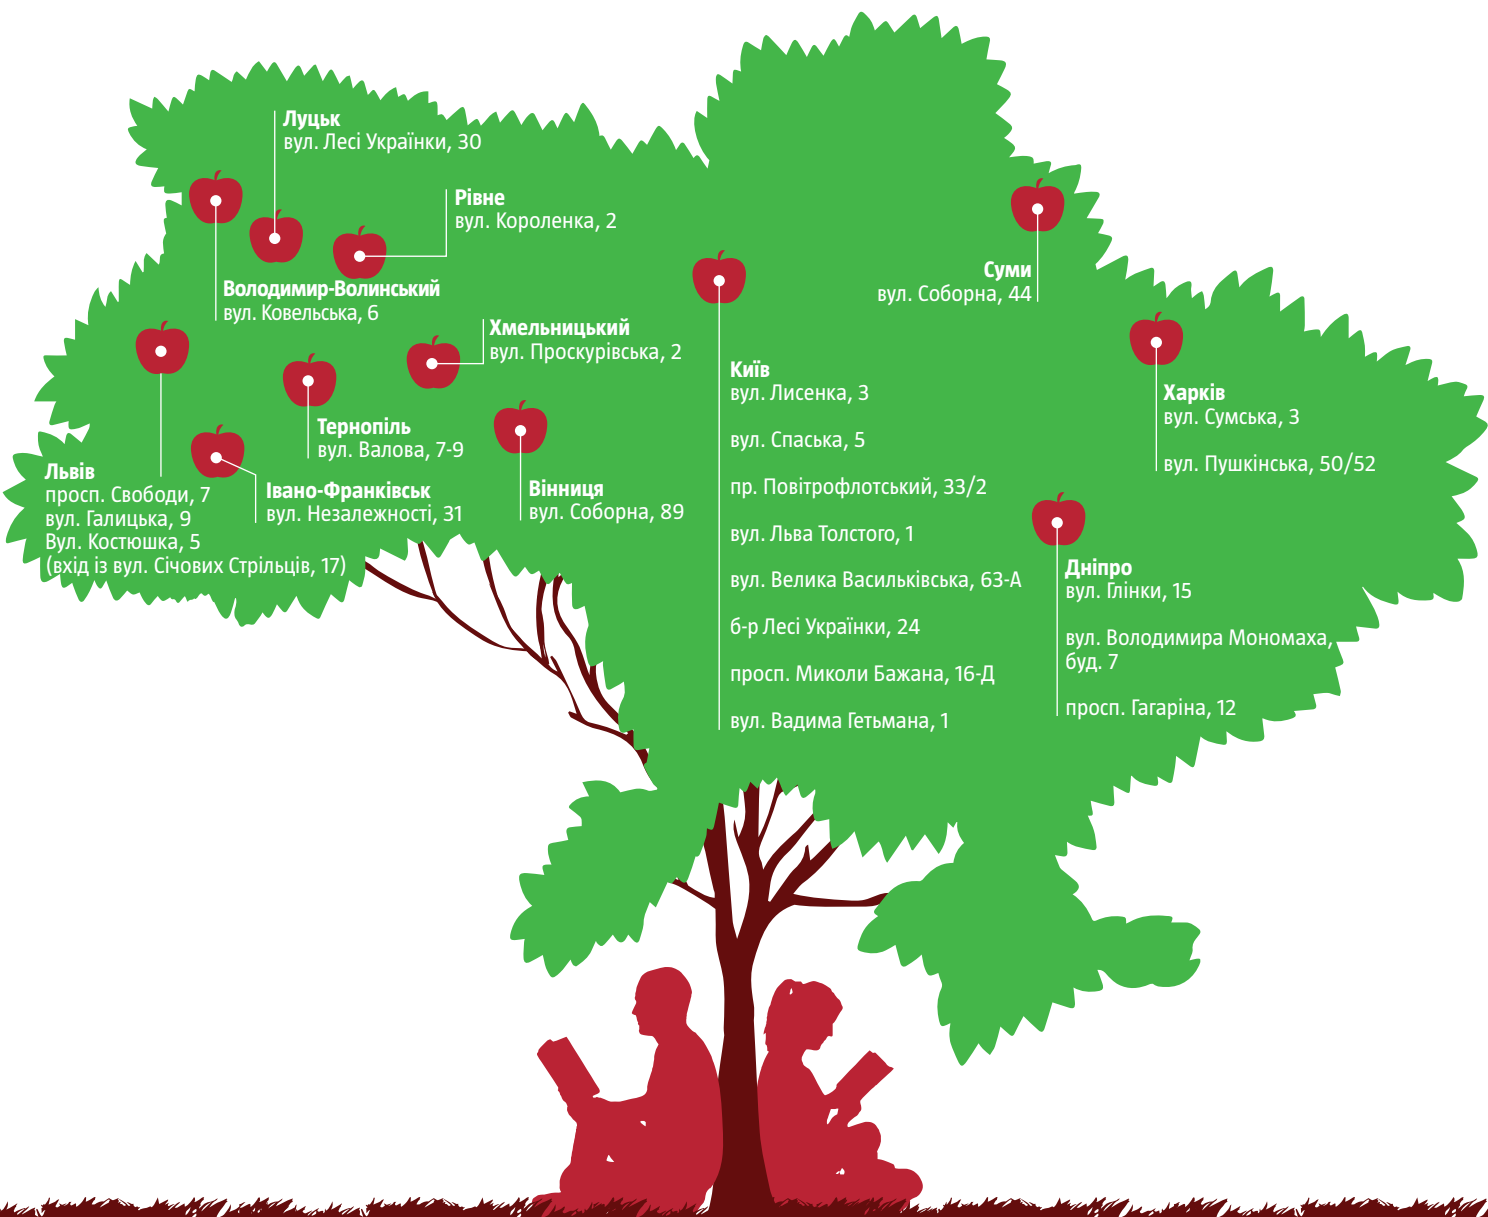 Луцьк
вул. Лесі Українки, 30
Рівне
вул. Короленка, 2
Володимир-Волинський
вул. Ковельська, 6
Хмельницький
вул. Проскурівська, 2
Тернопіль
вул. Валова, 7-9
Львів
просп. Свободи, 7
вул. Галицька, 9
Вул. Костюшка, 5
(вхід із вул. Січових Стрільців, 17)
Івано-Франківськ
вул. Незалежності, 31
Вінниця
вул. Соборна, 89
Київ
вул. Лисенка, 3
вул. Спаська, 5
пр. Повітрофлотський, 33/2
вул. Льва Толстого, 1
вул. Велика Васильківська, 63-А
б-р Лесі Українки, 24
просп. Миколи Бажана, 16-Д
вул. Вадима Гетьмана, 1
Суми
вул. Соборна, 44
Харків
вул. Сумська, 3
вул. Пушкінська, 50/52
Дніпро
вул. Глінки, 15
вул. Володимира Мономаха,
буд. 7
просп. Гагаріна, 12